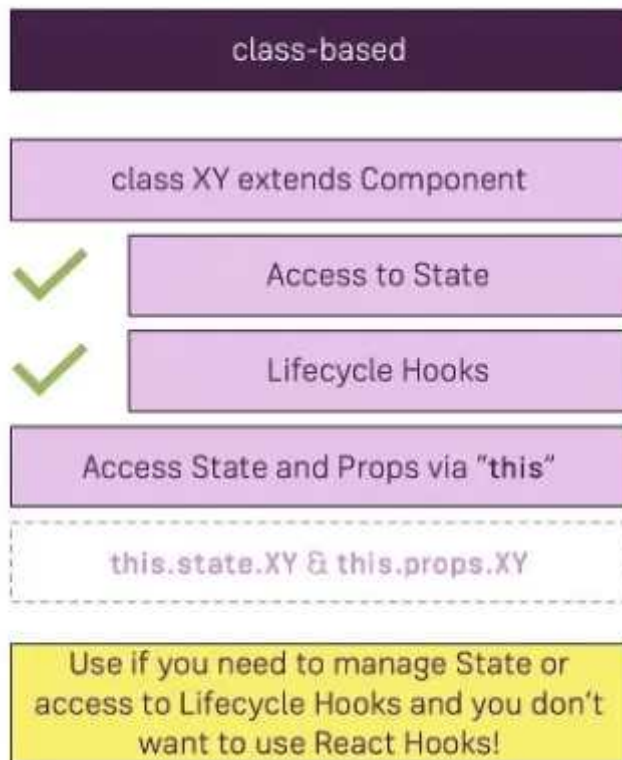 class-based
class XY extends Component
Access to State
Lifecycle Hooks
Access State and Props via “this”
this.state.XY & this.props.XY
Use if you need to manage State or
access to Lifecycle Hooks and you don’t
want to use React Hooks!